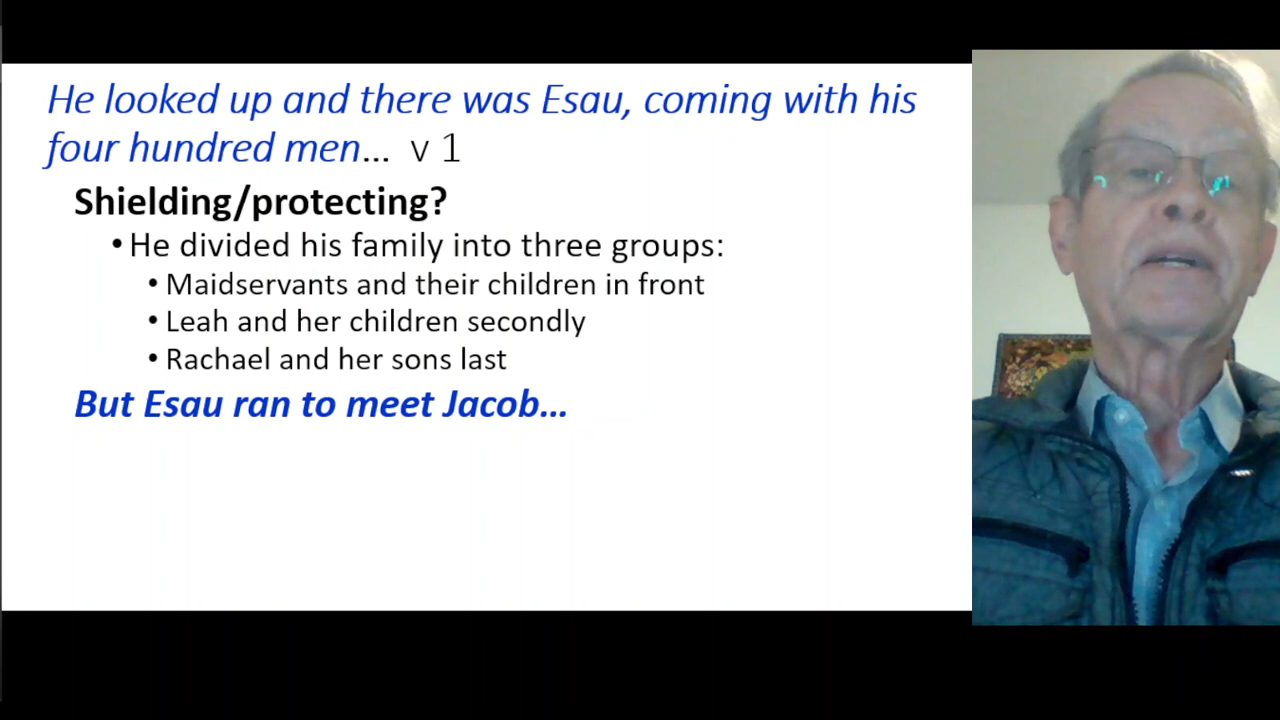 He looked up and there was Esau, coming with his
four hundred men... v 1
Shielding/protecting?
• He divided his family into three groups:
• Maidservants and their children in front
• Leah and her children secondly
• Rachael and her sons last
But Esau ran to meet Jacob...